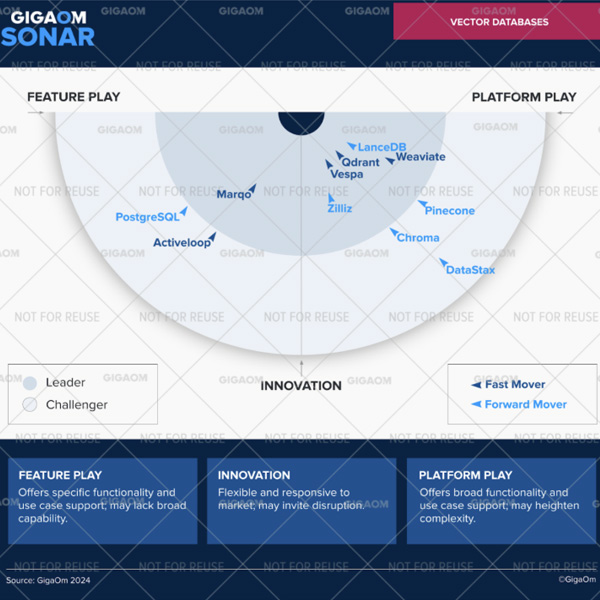 GIGAOM
SONAR
VECTOR DATABASES
FEATURE PLAY
PLATFORM PLAY
LanceDB
Qdrant
Weaviate
Vespa
Marqo
Zilliz
PostgreSQL
Pinecone
Activeloop
Chroma
DataStax
INNOVATION
Leader
Challenger
Fast Mover
Forward Mover
FEATURE PLAY
Offers specific functionality and
use case support; may lack broad
capability.
INNOVATION
Flexible and responsive to
market; may invite disruption.
PLATFORM PLAY
Offers broad functionality and
use case support; may heighten
complexity.
Source: GigaOm 2024
©GigaOm
NOT FOR REUSE
GIGAOM